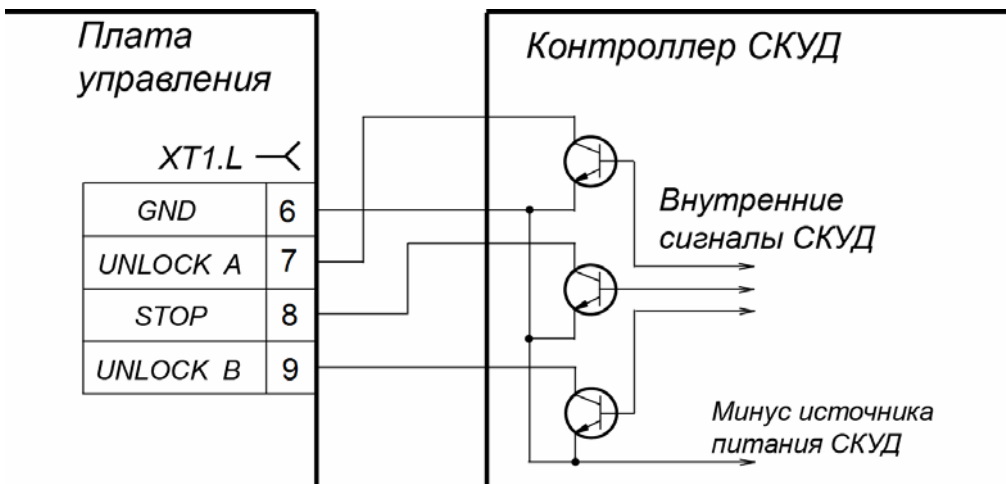 Плата
управления
Контроллер СКУД
XT1.L
GND 6
UNLOCK A 7
STOP 8
UNLOCK B 9
Внутренние
сигналы СКУД
Минус источника
питания СКУД